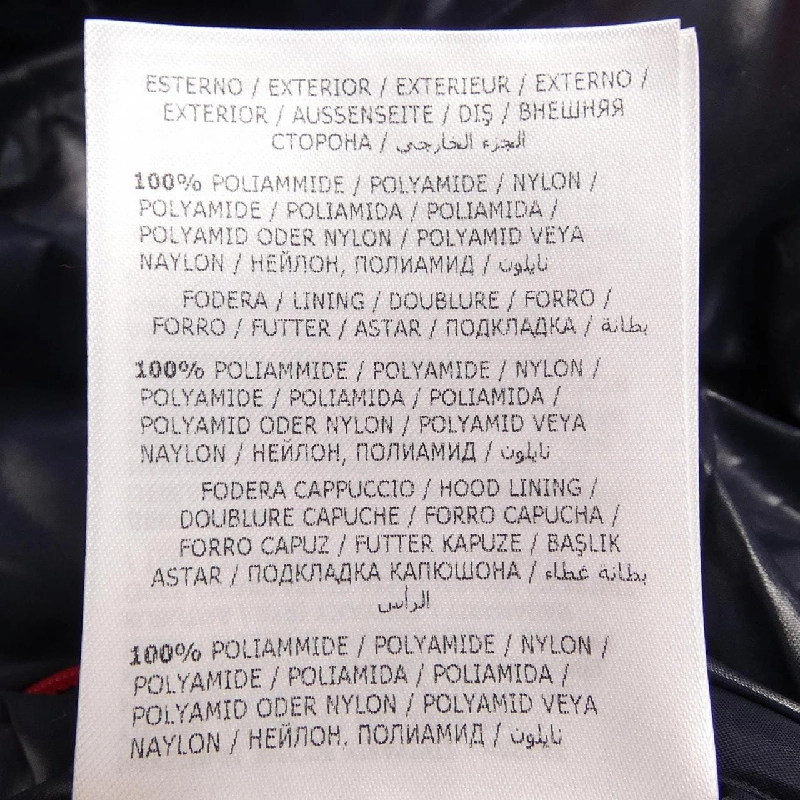 ESTERNO / EXTERIOR / EXTERIEUR / EXTERNO /
EXTERIOR / AUSSENSEITE / DIŞ / ВНЕШНЯЯ
СТОРОНА / الجزء الخارجي
100% POLIAMMIDE / POLYAMIDE / NYLON /
POLYAMIDE / POLIAMIDA / POLIAMIDA /
POLYAMID ODER NYLON / POLYAMID VEYA
NAYLON / НЕЙЛОН, ПОЛИАМИД / نايلون
FODERA / LINING / DOUBLURE / FORRO /
FORRO / FUTTER / ASTAR / ПОДКЛАДКА / بطانة
100% POLIAMMIDE / POLYAMIDE / NYLON /
POLYAMIDE / POLIAMIDA / POLIAMIDA /
POLYAMID ODER NYLON / POLYAMID VEYA
NAYLON / НЕЙЛОН, ПОЛИАМИД / نايلون
FODERA CAPPUCCIO / HOOD LINING /
DOUBLURE CAPUCHE / FORRO CAPUCHA /
FORRO CAPUZ / FUTTER KAPUZE / BAŞLIK
ASTAR / ПОДКЛАДКА КАПЮШОНА / بطانة غطاء
الرأس
100% POLIAMMIDE / POLYAMIDE / NYLON /
POLYAMIDE / POLIAMIDA / POLIAMIDA /
POLYAMID ODER NYLON / POLYAMID VEYA
NAYLON / НЕЙЛОН, ПОЛИАМИД / نايلون